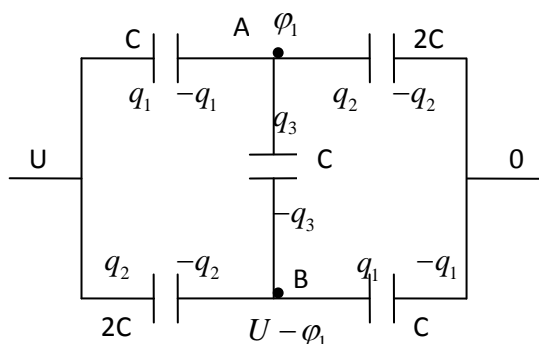 C A φ₁ 2C
q₁ −q₁ q₂ −q₂
q₃
U C 0
−q₃
q₂ −q₂ B q₁ −q₁
2C U − φ₁ C